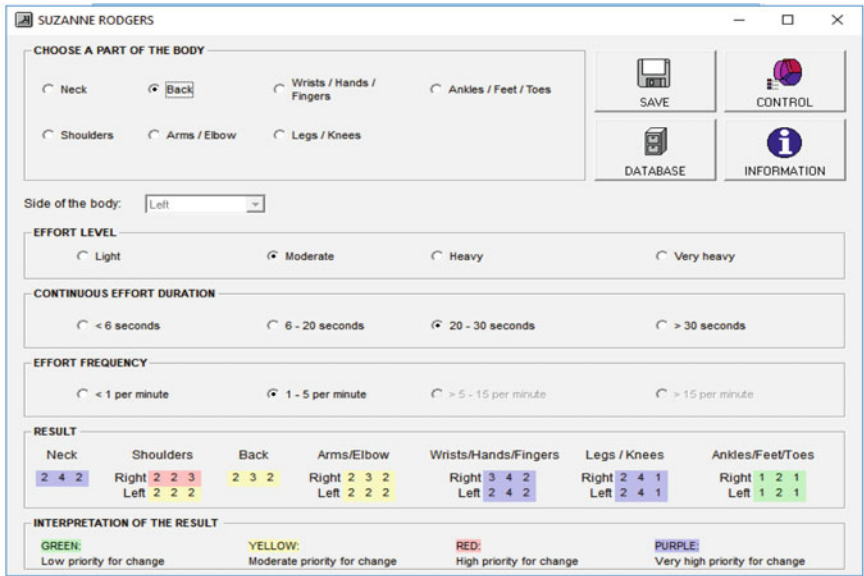 SUZANNE RODGERS
CHOOSE A PART OF THE BODY
Neck Back Wrists / Hands / Fingers Ankles / Feet / Toes
Shoulders Arms / Elbow Legs / Knees
SAVE CONTROL
DATABASE INFORMATION
Side of the body: Left
EFFORT LEVEL
Light Moderate Heavy Very heavy
CONTINUOUS EFFORT DURATION
< 6 seconds 6 - 20 seconds 20 - 30 seconds > 30 seconds
EFFORT FREQUENCY
< 1 per minute 1 - 5 per minute > 5 - 15 per minute > 15 per minute
RESULT
Neck Shoulders Back Arms/Elbow Wrists/Hands/Fingers Legs / Knees Ankles/Feet/Toes
2 4 2 Right 2 2 3 2 3 2 Right 2 3 2 Right 3 4 2 Right 2 4 1 Right 1 2 1
Left 2 2 2 Left 2 2 2 Left 2 4 2 Left 2 4 1 Left 1 2 1
INTERPRETATION OF THE RESULT
GREEN: YELLOW: RED: PURPLE:
Low priority for change Moderate priority for change High priority for change Very high priority for change